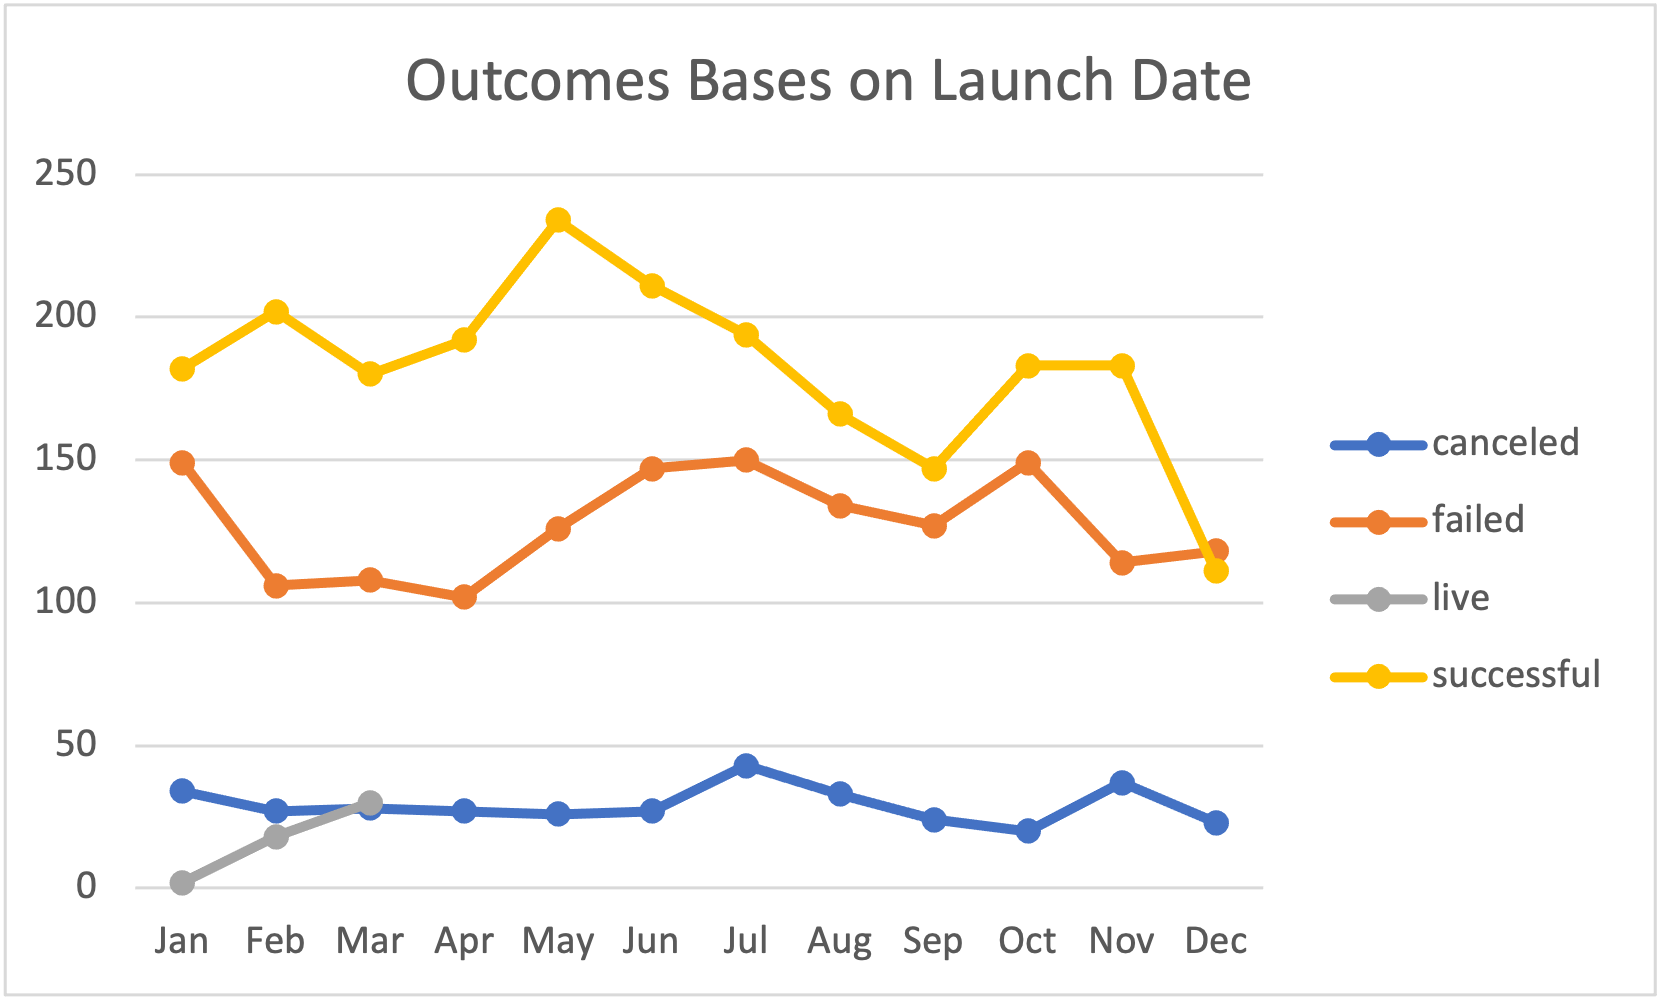 Outcomes Bases on Launch Date
250
200
150
100
50
0
Jan Feb Mar Apr May Jun Jul Aug Sep Oct Nov Dec
canceled
failed
live
successful